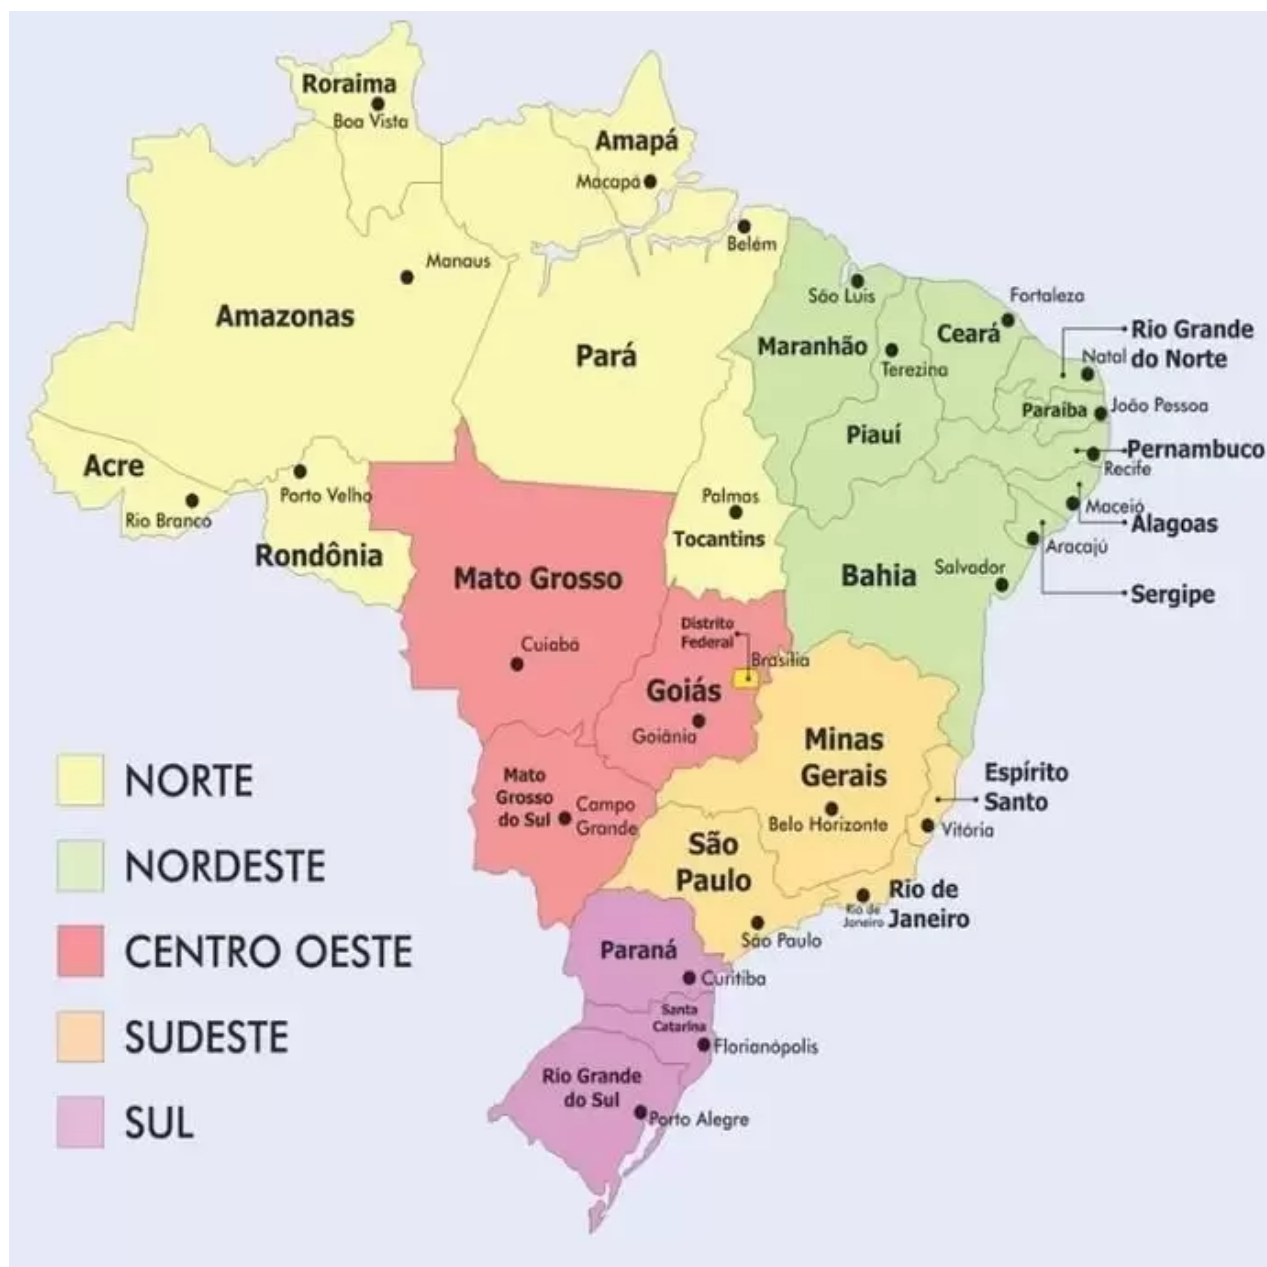 Roraima
Boa Vista
Amapá
Macapá
Belém
Manaus
Amazonas
Pará
São Luis
Maranhão
Terezina
Ceará
Fortaleza
Rio Grande
do Norte
Natal
Paraíba
João Pessoa
Piauí
Pernambuco
Recife
Acre
Rio Branco
Porto Velho
Rondônia
Palmas
Tocantins
Maceió
Alagoas
Aracajú
Sergipe
Bahia
Salvador
Mato Grosso
Cuiabá
Distrito
Federal
Brasília
Goiás
Goiânia
Minas
Gerais
Belo Horizonte
Espírito
Santo
Vitória
Mato
Grosso
do Sul
Campo
Grande
São
Paulo
São Paulo
Rio de
Janeiro
Rio de
Janeiro
Paraná
Curitiba
Santa
Catarina
Florianópolis
Rio Grande
do Sul
Porto Alegre
NORTE
NORDESTE
CENTRO OESTE
SUDESTE
SUL